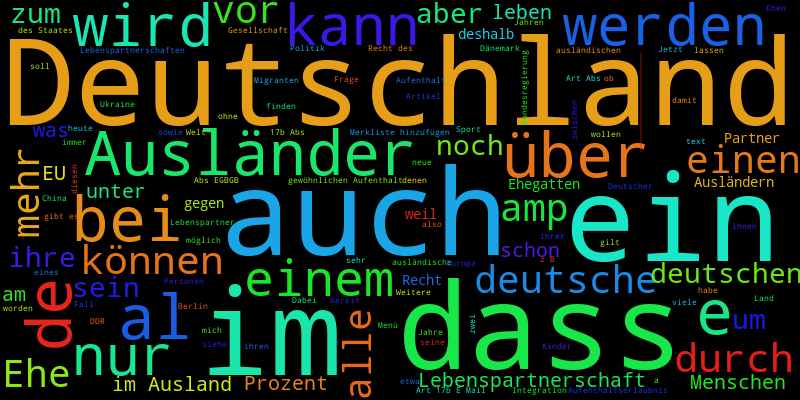 zum wird vor kann aber leben werden
des Staates Gesellschaft deshalb Jahren Ehen
Lebenspartnerschaften Politik Recht des Dänemark ausländischen Jetzt lassen
Deutschland
soll Migranten Frage Aufenthalt Art Abs ob
Ukraine finden Artikel damit
ohne
was heute sowie Welt 17b Abs Merkliste hinzufügen Sport wollen text Partner
immer Ausländer noch über einen
mehr EU diesen Abs EGBGB gewöhnlichen Aufenthalt denen neue Ehegatten Deutscher Ausländern
China unter gegen auch weil amp ein
gibt es bei Lebenspartner also ihrer ihnen
möglich schon gilt
ihre können sehr ausländische z B
eines einem Recht deutsche deutschen
am de sein Personen Weitere habe
worden Fall Dabei bereit viele Land
DDR al Berlin im dass e um
mich alle Menü Jahre zwei
nur siehe ihren seine Kinder durch
Ehe im Ausland Prozent etwa Lebenspartnerschaft a Menschen
Art 17b E Mail Integration Aufenthaltserlaubnis